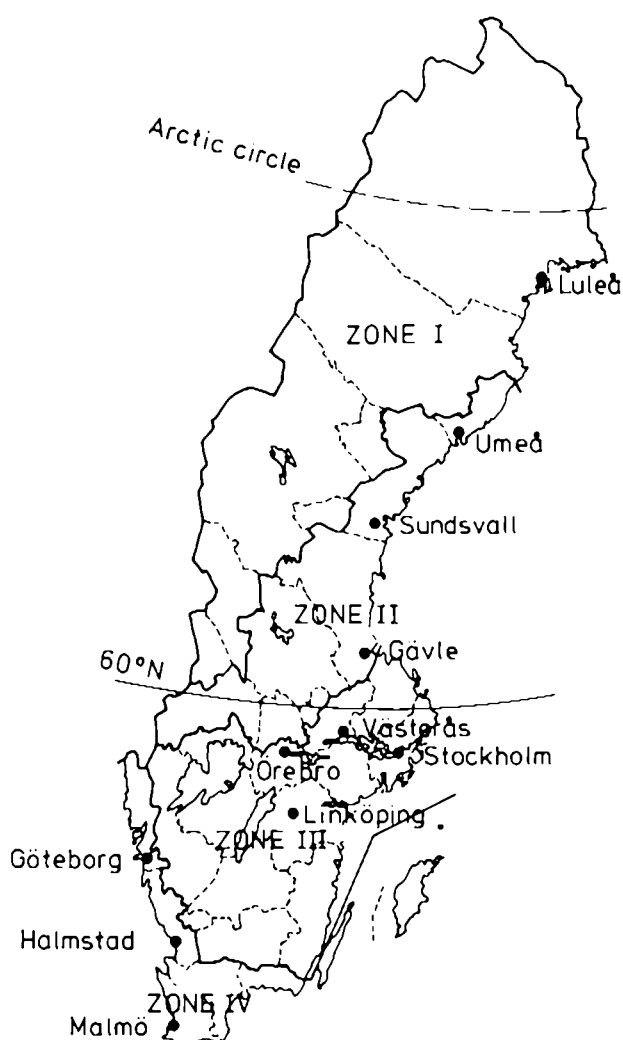 Arctic circle
Luleå
ZONE I
Umeå
Sundsvall
ZONE II
Gävle
60°N
Västerås
Stockholm
Örebro
Linköping
ZONE III
Göteborg
Halmstad
ZONE IV
Malmö